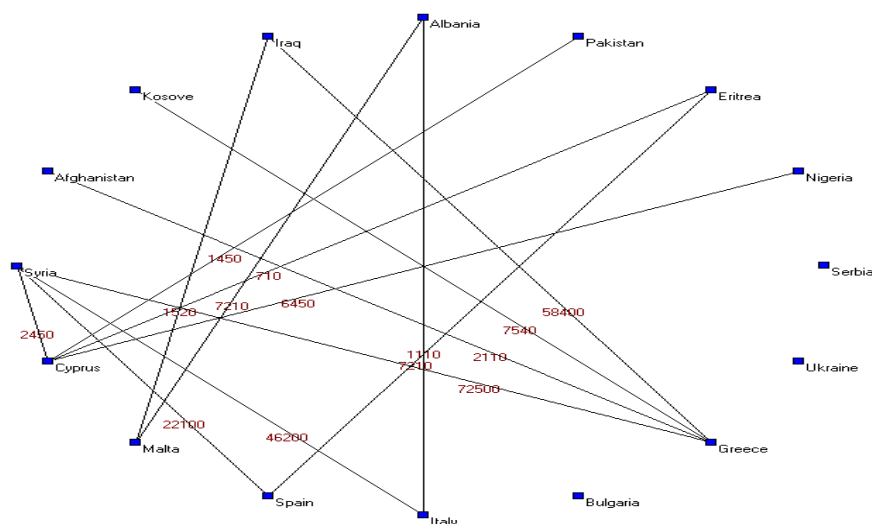 Albania
Iraq
Pakistan
Kosove
Eritrea
Afghanistan
Nigeria
1450
Syria
710
Serbia
7210
6450
1520
58400
2450
7540
1110
2110
Cyprus
7210
Ukraine
72500
22100
46200
Malta
Greece
Spain
Bulgaria
Italy